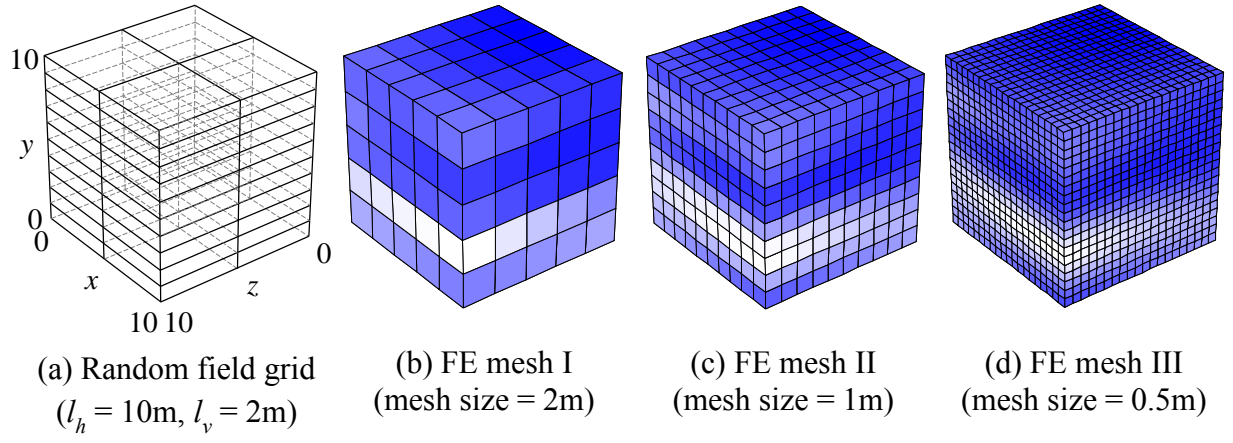 10
y
0
0
x
z
0
10 10
(a) Random field grid
(l_h = 10m, l_v = 2m)
(b) FE mesh I
(mesh size = 2m)
(c) FE mesh II
(mesh size = 1m)
(d) FE mesh III
(mesh size = 0.5m)